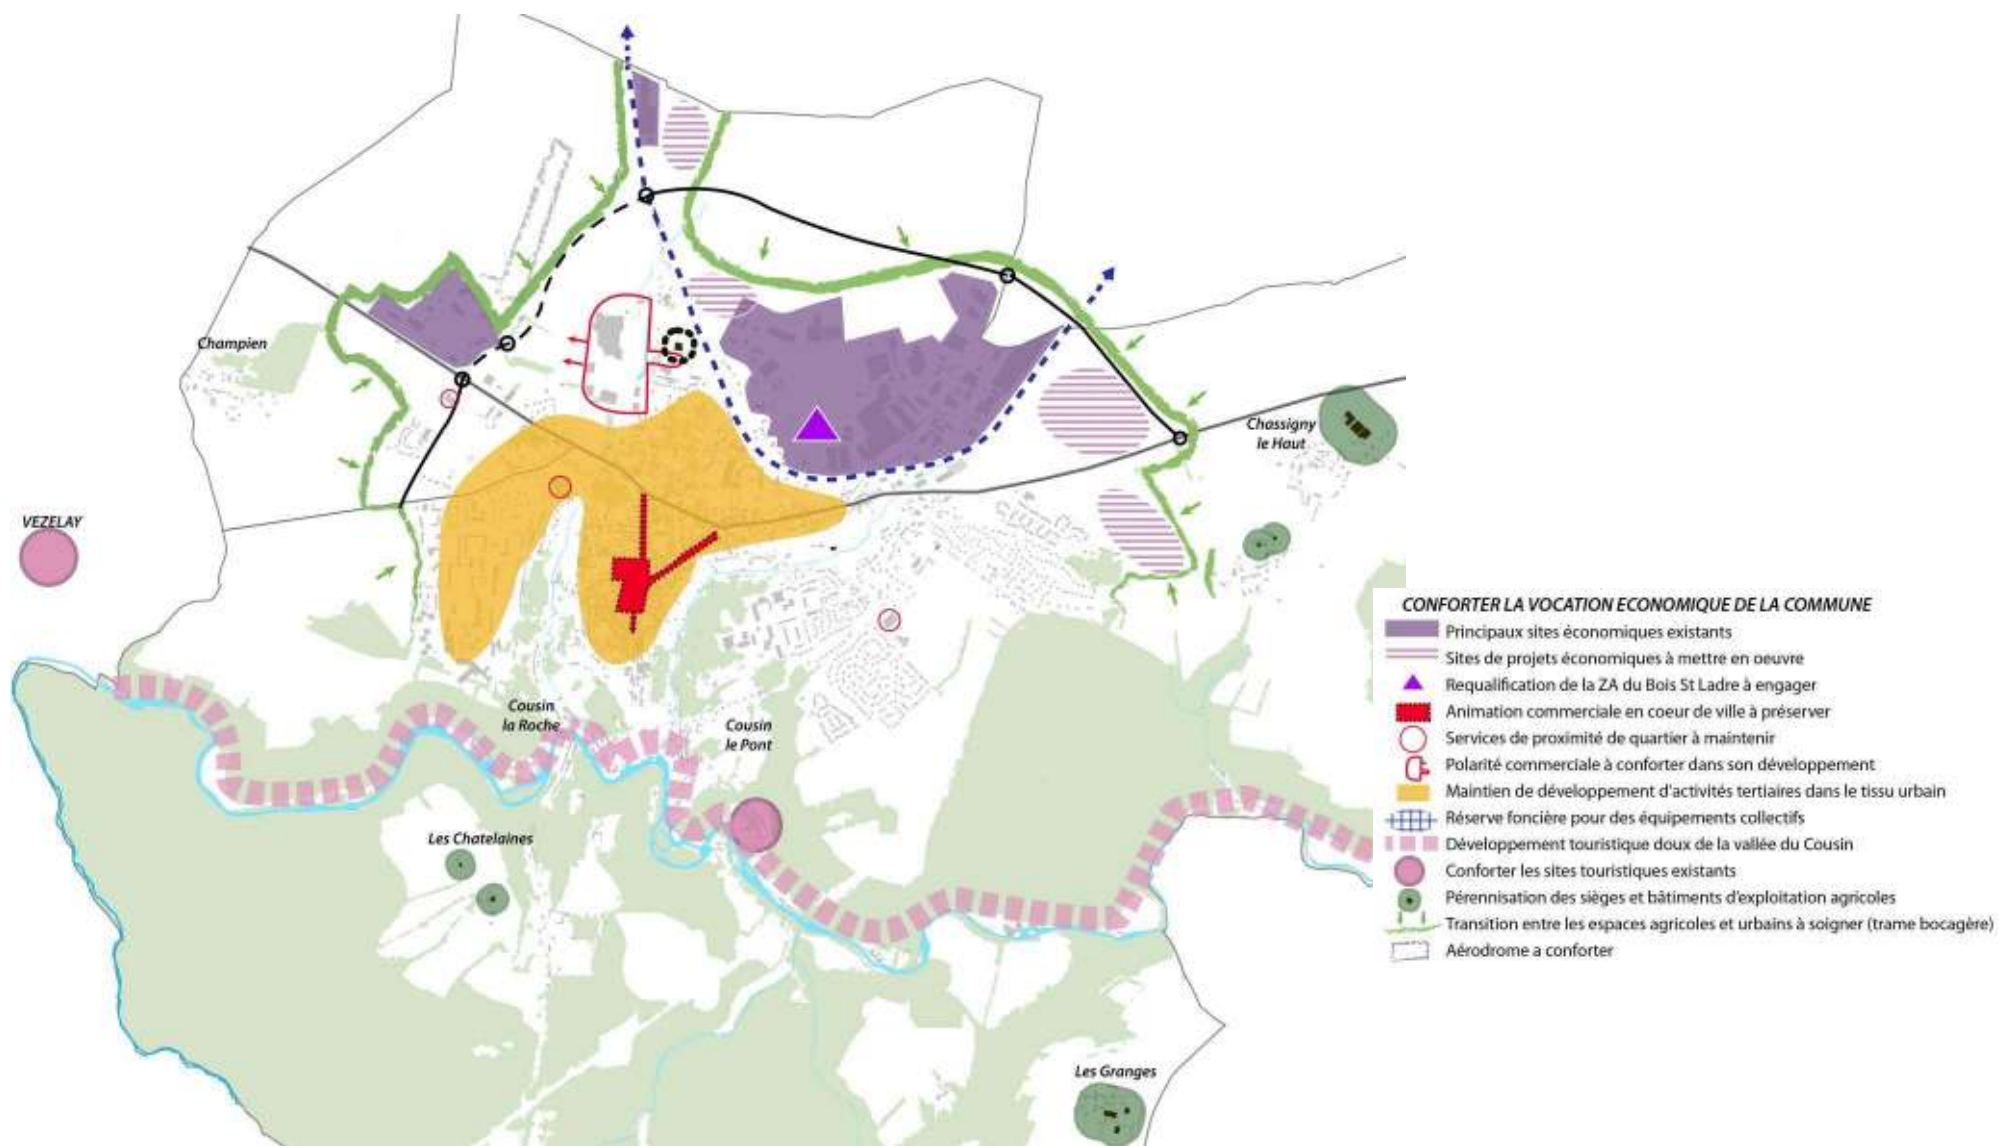 Champien
Chassigny
le Haut
VEZELAY
CONFORTER LA VOCATION ECONOMIQUE DE LA COMMUNE
Principaux sites économiques existants
Sites de projets économiques à mettre en oeuvre
Requalification de la ZA du Bois St Ladre à engager
Animation commerciale en coeur de ville à préserver
Services de proximité de quartier à maintenir
Polarité commerciale à conforter dans son développement
Maintien de développement d'activités tertiaires dans le tissu urbain
Réserve foncière pour des équipements collectifs
Développement touristique doux de la vallée du Cousin
Conforter les sites touristiques existants
Pérennisation des sièges et bâtiments d'exploitation agricoles
Transition entre les espaces agricoles et urbains à soigner (trame bocagère)
Aérodrome a conforter
Cousin
la Roche
Cousin
le Pont
Les Chatelaines
Les Granges